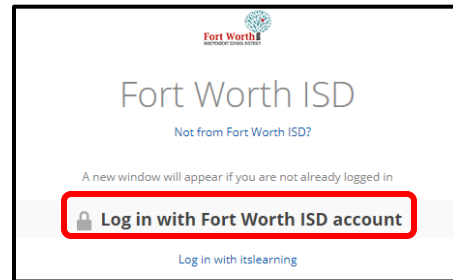 Fort Worth
INDEPENDENT SCHOOL DISTRICT
Fort Worth ISD
Not from Fort Worth ISD?
A new window will appear if you are not already logged in
Log in with Fort Worth ISD account
Log in with itslearning